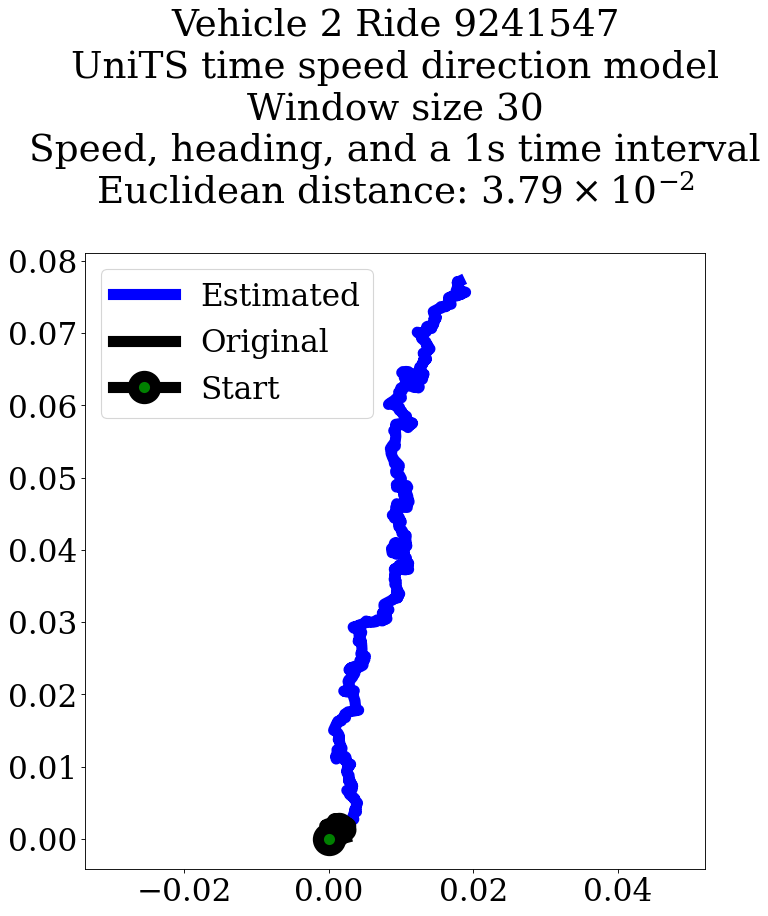 Vehicle 2 Ride 9241547
UniTS time speed direction model
Window size 30
Speed, heading, and a 1s time interval
Euclidean distance: 3.79 × 10⁻²
0.08
0.07
0.06
0.05
0.04
0.03
0.02
0.01
0.00
Estimated
Original
Start
−0.02 0.00 0.02 0.04